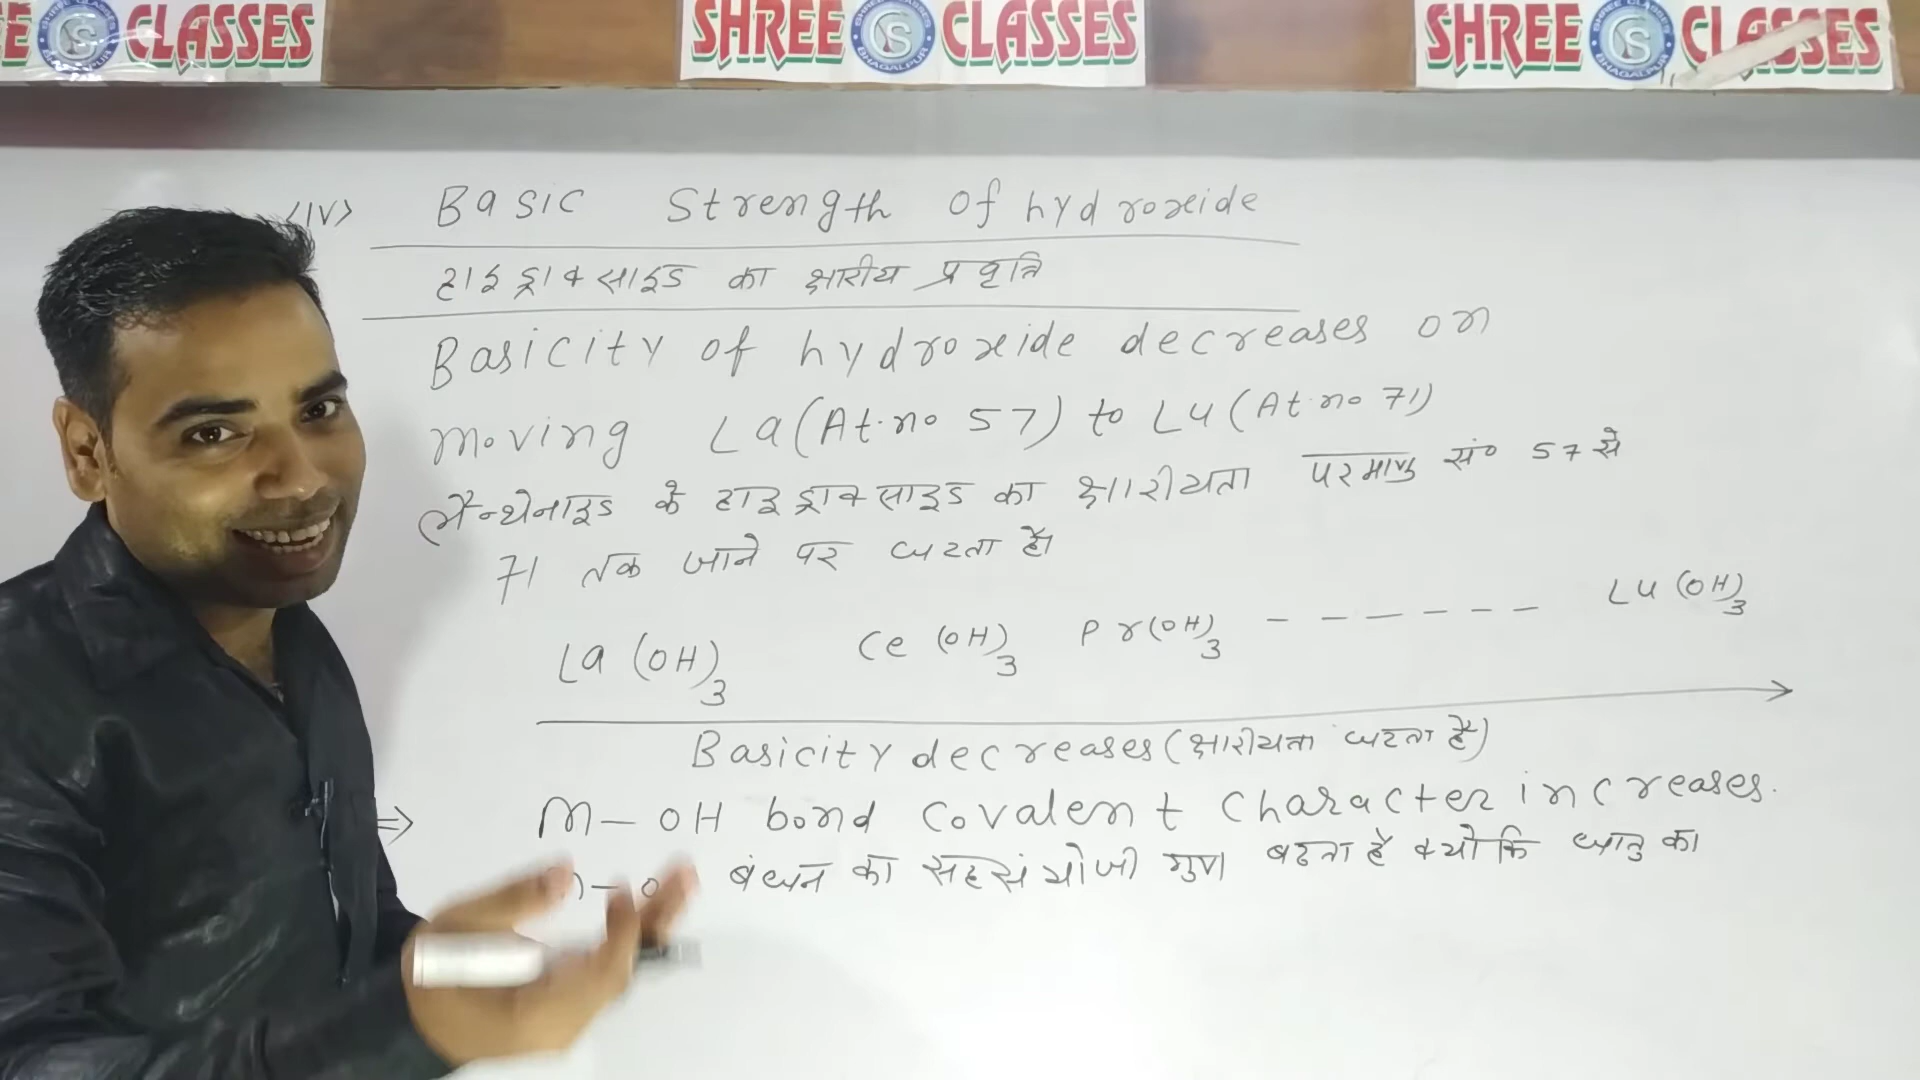 EE CLASSES
SHREE CLASSES
SHREE CLASSES
<IV> Basic Strength of hydroxide
हाइड्राक्साइड का क्षारीय प्रवृत्ति
Basicity of hydroxide decreases on
moving La(At.no 57) to Lu(At.no 71)
लैन्थेनाइड के हाइड्राक्साइड का क्षारीयता परमाणु सं० 57 से
71 तक जाने पर घटता है।
La(OH)3 Ce(OH)3 Pr(OH)3 ------ Lu(OH)3
Basicity decreases (क्षारीयता घटता है)
⇒ M-OH bond covalent character increases.
बंधन का सहसंयोजी गुण बढता है क्योकि धातु का